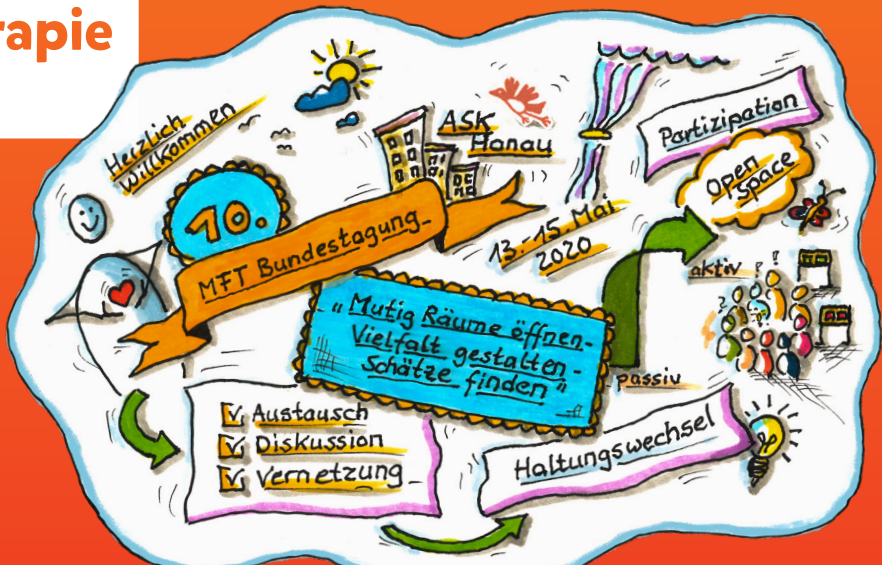 rapie
Herzlich
Willkommen
ASK
Hanau
Partizipation
Open
Space
10.
MFT Bundestagung
13.-15. Mai
2020
aktiv
? !
"Mutig Räume öffnen-
Vielfalt gestalten-
Schätze finden"
passiv
v Austausch
v Diskussion
v Vernetzung
Haltungswechsel